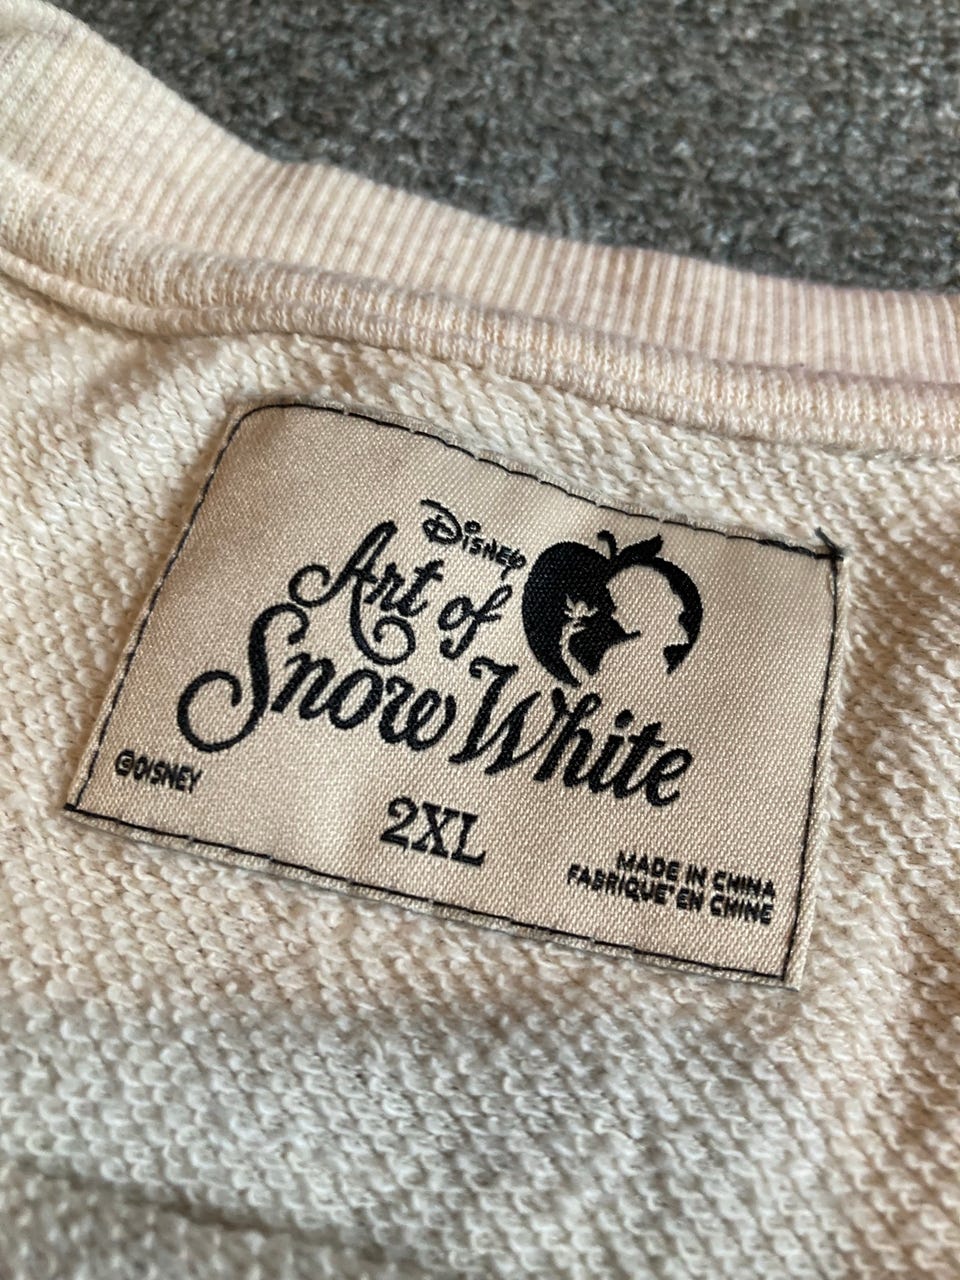 Disney
Art of
Snow White
©DISNEY
2XL
MADE IN CHINA
FABRIQUE EN CHINE